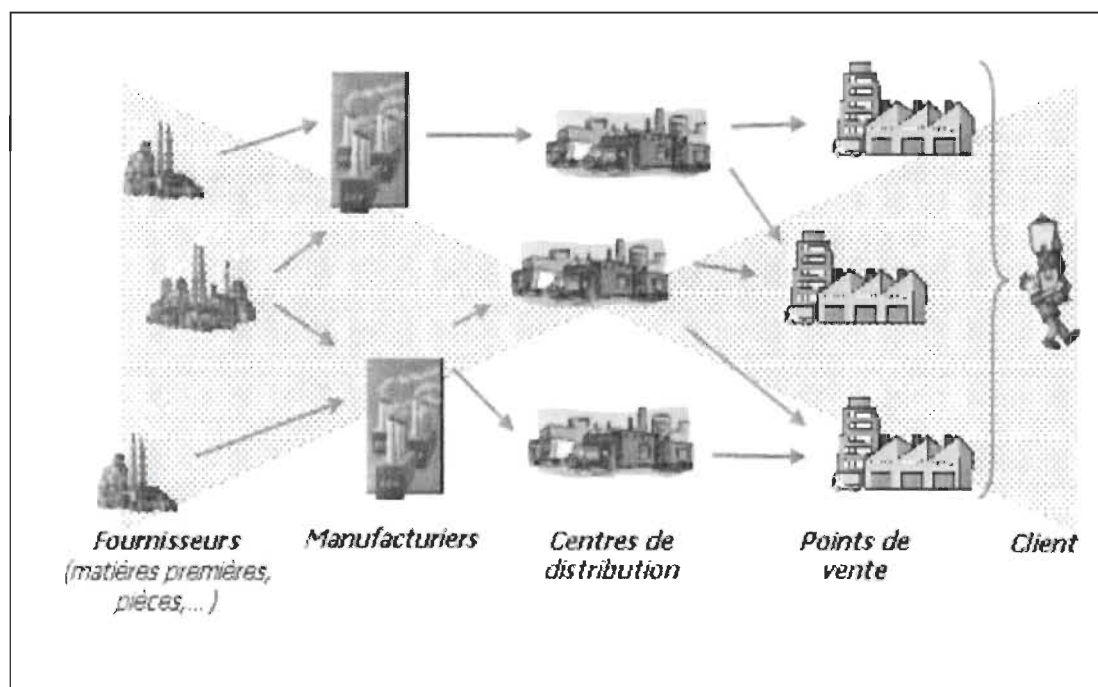 Fournisseurs
(matières premières,
pièces,...)
Manufacturiers
Centres de
distribution
Points de
vente
Client